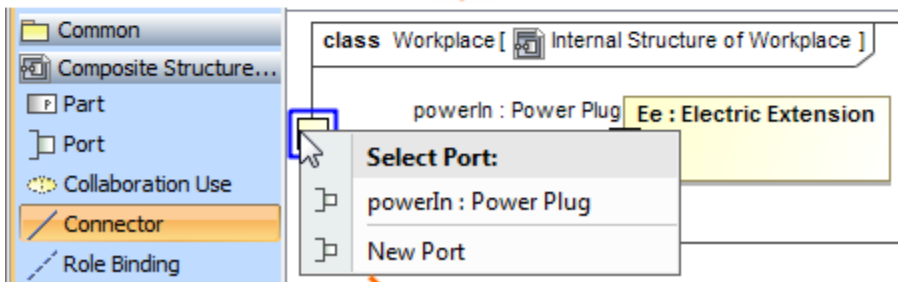 Common
Composite Structure...
Part
Port
Collaboration Use
Connector
Role Binding
class Workplace [ Internal Structure of Workplace ]
powerIn : Power Plug
Ee : Electric Extension
Select Port:
powerIn : Power Plug
New Port